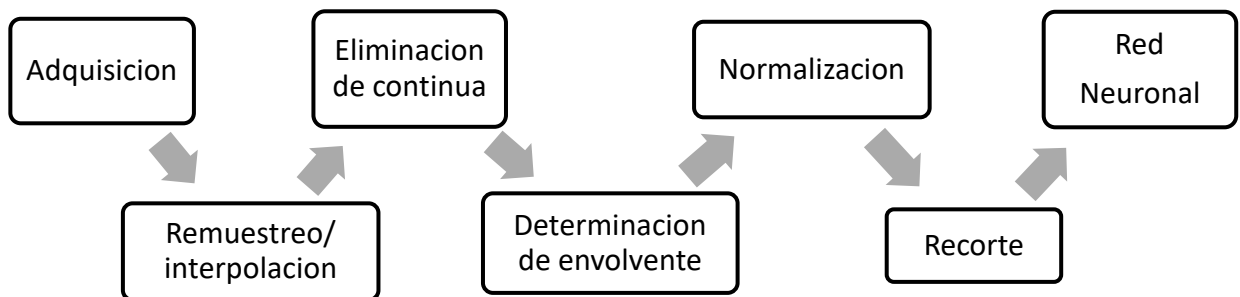 Adquisicion
Remuestreo/
interpolacion
Eliminacion
de continua
Determinacion
de envolvente
Normalizacion
Recorte
Red
Neuronal